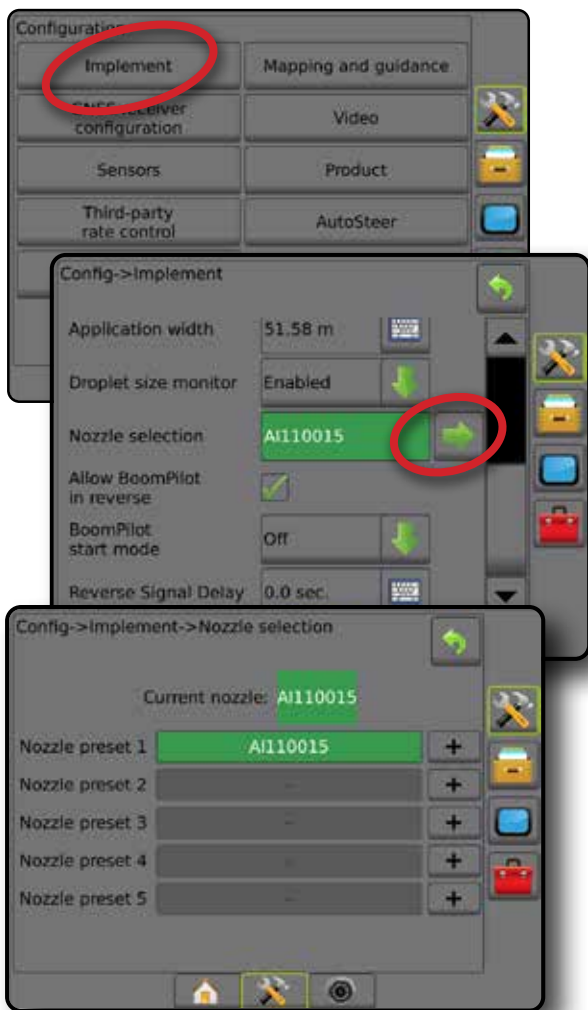 Configuration
Implement Mapping and guidance
GNSS receiver
configuration
Video
Sensors Product
Third-party
rate control
AutoSteer
Config->Implement
Application width 51.58 m
Droplet size monitor Enabled
Nozzle selection AI110015
Allow BoomPilot
in reverse
BoomPilot
start mode
Off
Reverse Signal Delay 0.0 sec.
Config->Implement->Nozzle selection
Current nozzle: AI110015
Nozzle preset 1 AI110015 +
Nozzle preset 2 -- +
Nozzle preset 3 -- +
Nozzle preset 4 -- +
Nozzle preset 5 -- +